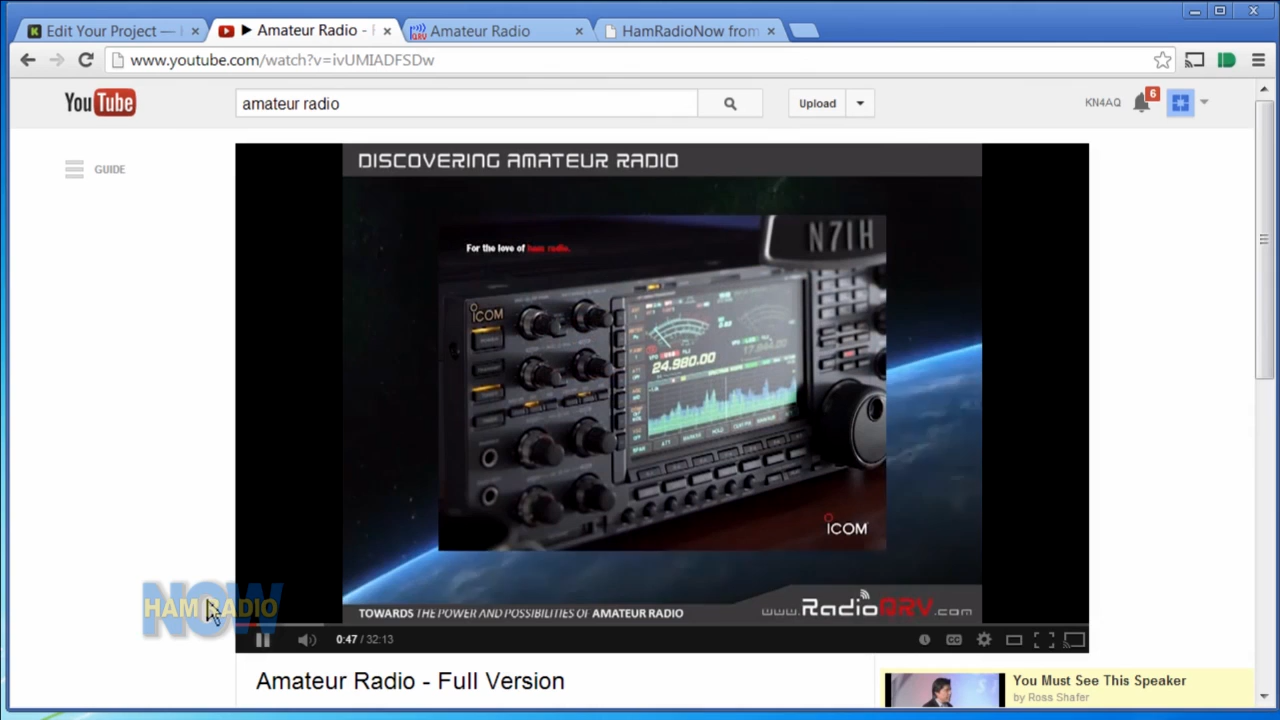 Edit Your Project —
Amateur Radio - F
Amateur Radio
HamRadioNow from
www.youtube.com/watch?v=ivUMIADFSDw
YouTube
amateur radio
Upload
KN4AQ
6
GUIDE
DISCOVERING AMATEUR RADIO
For the love of ham radio.
N7IH
ICOM
24.980.00
ICOM
TOWARDS THE POWER AND POSSIBILITIES OF AMATEUR RADIO
www.RadioQRV.com
HAM RADIO
NOW
0:47 / 32:13
CC
Amateur Radio - Full Version
You Must See This Speaker
by Ross Shafer